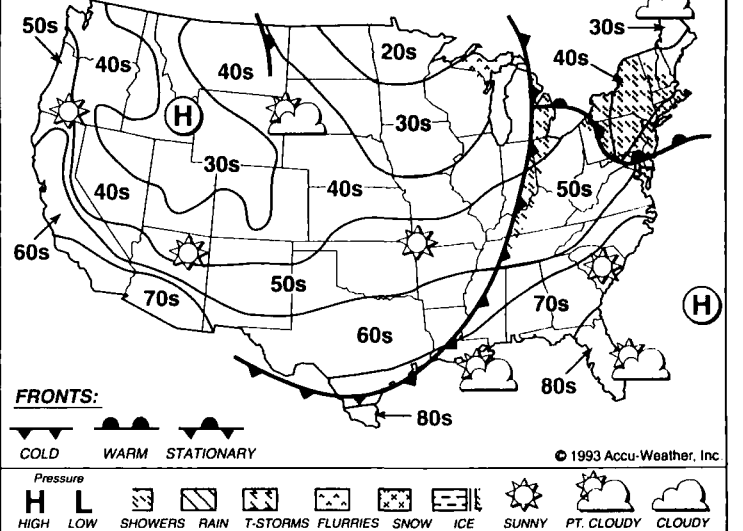 50s
30s
40s
40s
40s
20s
H
30s
30s
40s
40s
50s
60s
50s
70s
70s
60s
H
80s
80s
FRONTS:
COLD WARM STATIONARY
© 1993 Accu-Weather, Inc.
Pressure
H L
HIGH LOW SHOWERS RAIN T-STORMS FLURRIES SNOW ICE SUNNY PT. CLOUDY CLOUDY